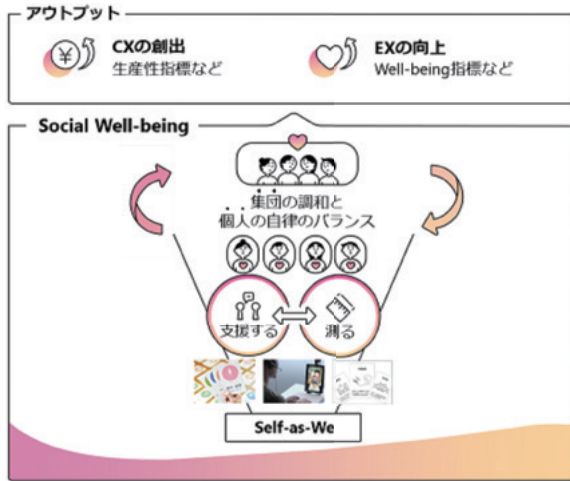 アウトプット
CXの創出
生産性指標など
EXの向上
Well-being指標など
Social Well-being
集団の調和と
個人の自律のバランス
支援する
測る
Self-as-We